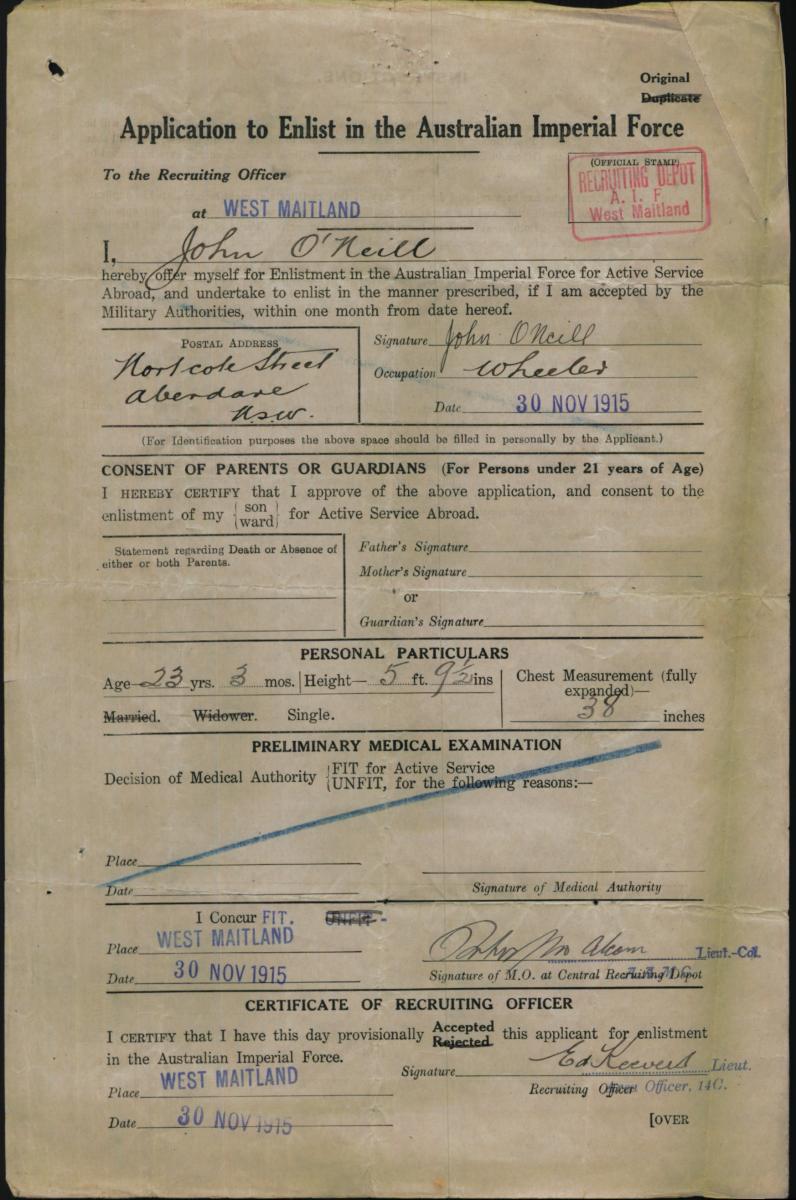 Original
Duplicate
Application to Enlist in the Australian Imperial Force
To the Recruiting Officer
(OFFICIAL STAMP)
RECRUITING DEPOT
A. I. F
West Maitland
at WEST MAITLAND
I, John O'Neill
hereby offer myself for Enlistment in the Australian Imperial Force for Active Service
Abroad, and undertake to enlist in the manner prescribed, if I am accepted by the
Military Authorities, within one month from date hereof.
POSTAL ADDRESS
Nortcote Street
Aberdare
N.S.W.
Signature John O'Neill
Occupation Wheeler
Date 30 NOV 1915
(For Identification purposes the above space should be filled in personally by the Applicant.)
CONSENT OF PARENTS OR GUARDIANS (For Persons under 21 years of Age)
I HEREBY CERTIFY that I approve of the above application, and consent to the
enlistment of my {son ward} for Active Service Abroad.
Statement regarding Death or Absence of
either or both Parents.
Father's Signature
Mother's Signature
or
Guardian's Signature
PERSONAL PARTICULARS
Age—23 yrs. 3 mos. Height—5 ft. 9½ ins
Chest Measurement (fully
expanded)—
38 inches
Married. Widower. Single.
PRELIMINARY MEDICAL EXAMINATION
Decision of Medical Authority {FIT for Active Service
{UNFIT, for the following reasons:—
Place
Date
Signature of Medical Authority
I Concur FIT. UNFIT -
Place WEST MAITLAND
Lieut.-Col.
Date 30 NOV 1915
Signature of M.O. at Central Recruiting Depot
CERTIFICATE OF RECRUITING OFFICER
I CERTIFY that I have this day provisionally Accepted Rejected this applicant for enlistment
in the Australian Imperial Force.
Signature Lieut.
Place WEST MAITLAND
Recruiting Officer Officer, 14C.
Date 30 NOV 1915
[OVER